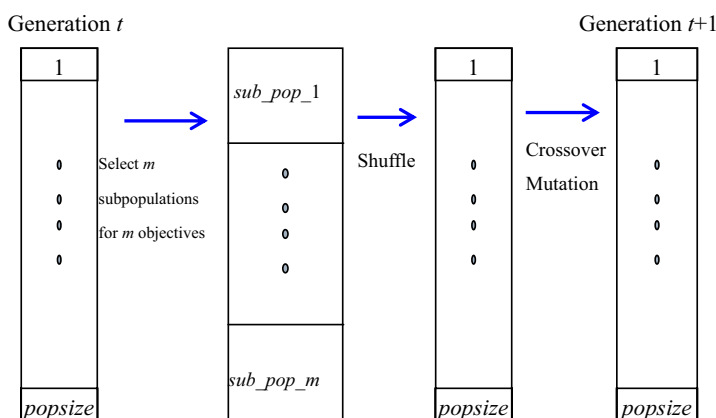 Generation t
Generation t+1
1
sub_pop_1
1
1
Select m
subpopulations
for m objectives
Shuffle
Crossover
Mutation
sub_pop_m
popsize
popsize
popsize